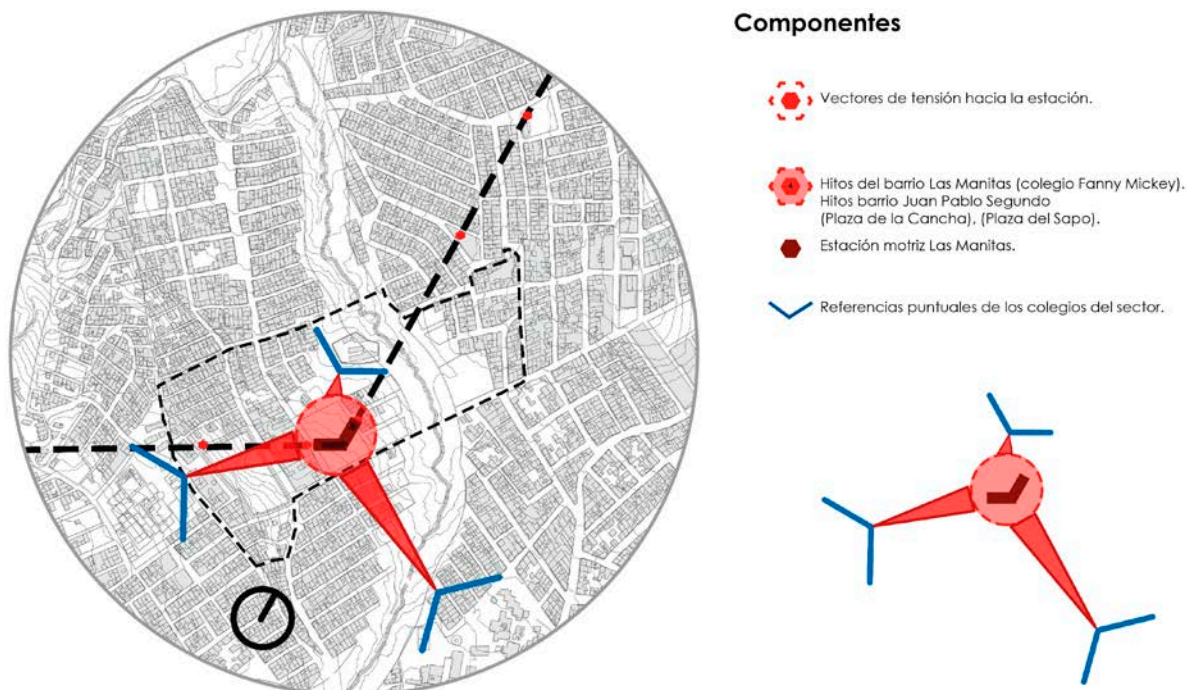 Componentes
Vectores de tensión hacia la estación.
4
Hitos del barrio Las Manitas (colegio Fanny Mickey).
Hitos barrio Juan Pablo Segundo
(Plaza de la Cancha), (Plaza del Sapo).
Estación motriz Las Manitas.
Referencias puntuales de los colegios del sector.